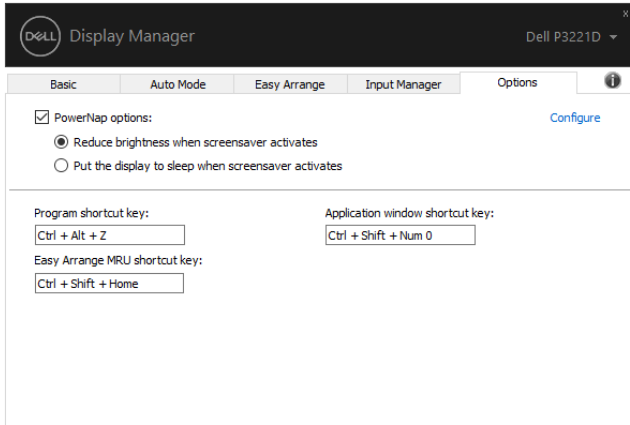 x
DELL Display Manager
Dell P3221D
Basic Auto Mode Easy Arrange Input Manager Options i
PowerNap options:
Configure
Reduce brightness when screensaver activates
Put the display to sleep when screensaver activates
Program shortcut key:
Application window shortcut key:
Ctrl + Alt + Z
Ctrl + Shift + Num 0
Easy Arrange MRU shortcut key:
Ctrl + Shift + Home